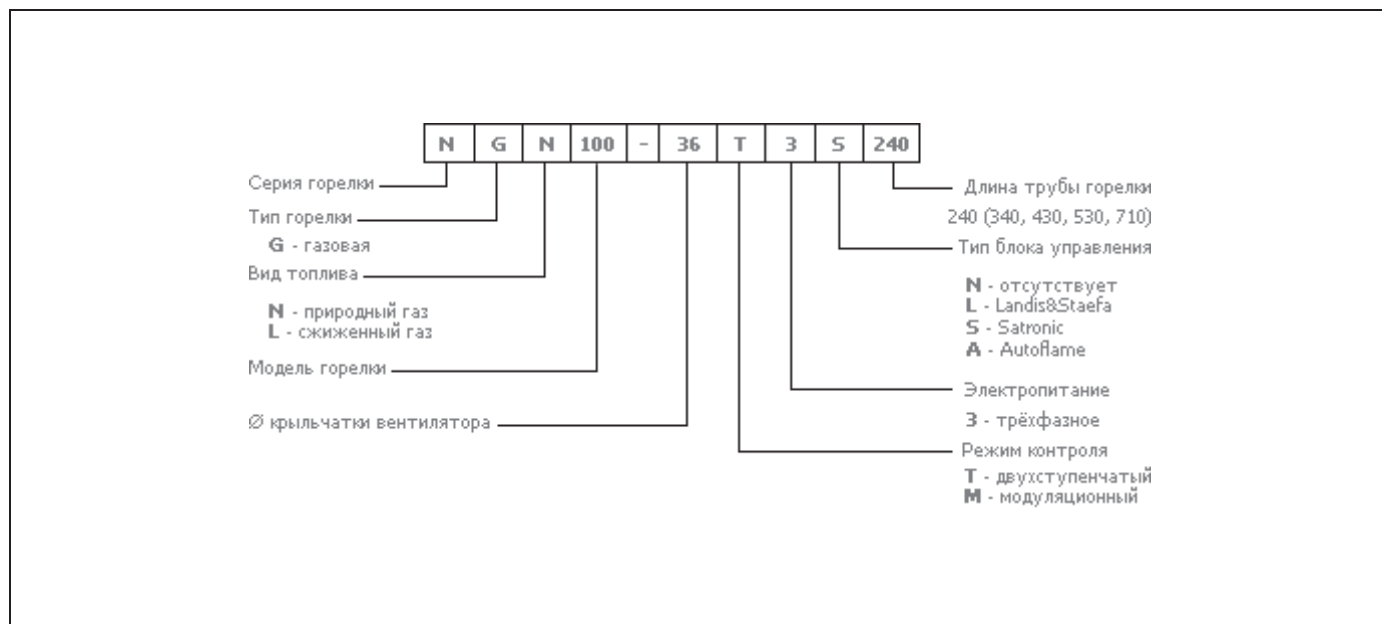 N G N 100 - 36 T 3 S 240
Серия горелки
Тип горелки
G - газовая
Вид топлива
N - природный газ
L - сжиженный газ
Модель горелки
Ø крыльчатки вентилятора
Длина трубы горелки
240 (340, 430, 530, 710)
Тип блока управления
N - отсутствует
L - Landis&Staefa
S - Satronic
A - Autoflame
Электропитание
3 - трёхфазное
Режим контроля
T - двухступенчатый
M - модуляционный